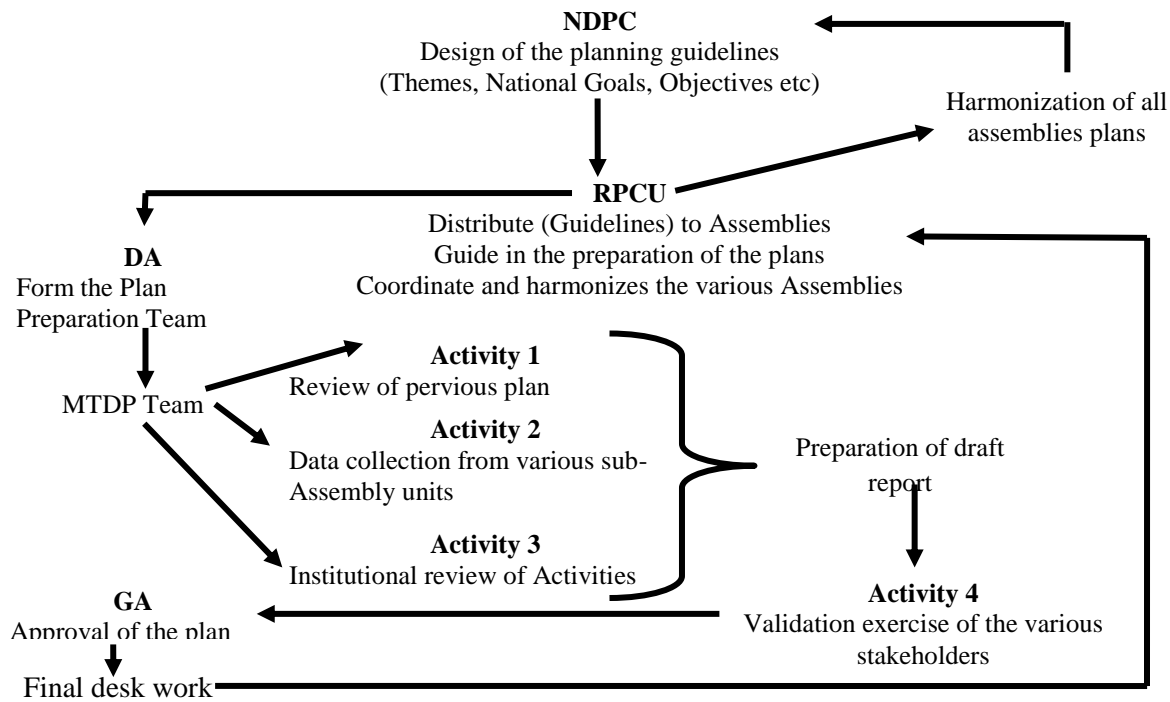 NDPC
Design of the planning guidelines
(Themes, National Goals, Objectives etc)
Harmonization of all
assemblies plans
RPCU
Distribute (Guidelines) to Assemblies
Guide in the preparation of the plans
Coordinate and harmonizes the various Assemblies
DA
Form the Plan
Preparation Team
MTDP Team
Activity 1
Review of pervious plan
Activity 2
Data collection from various sub-
Assembly units
Activity 3
Institutional review of Activities
Preparation of draft
report
Activity 4
Validation exercise of the various
stakeholders
GA
Approval of the plan
Final desk work